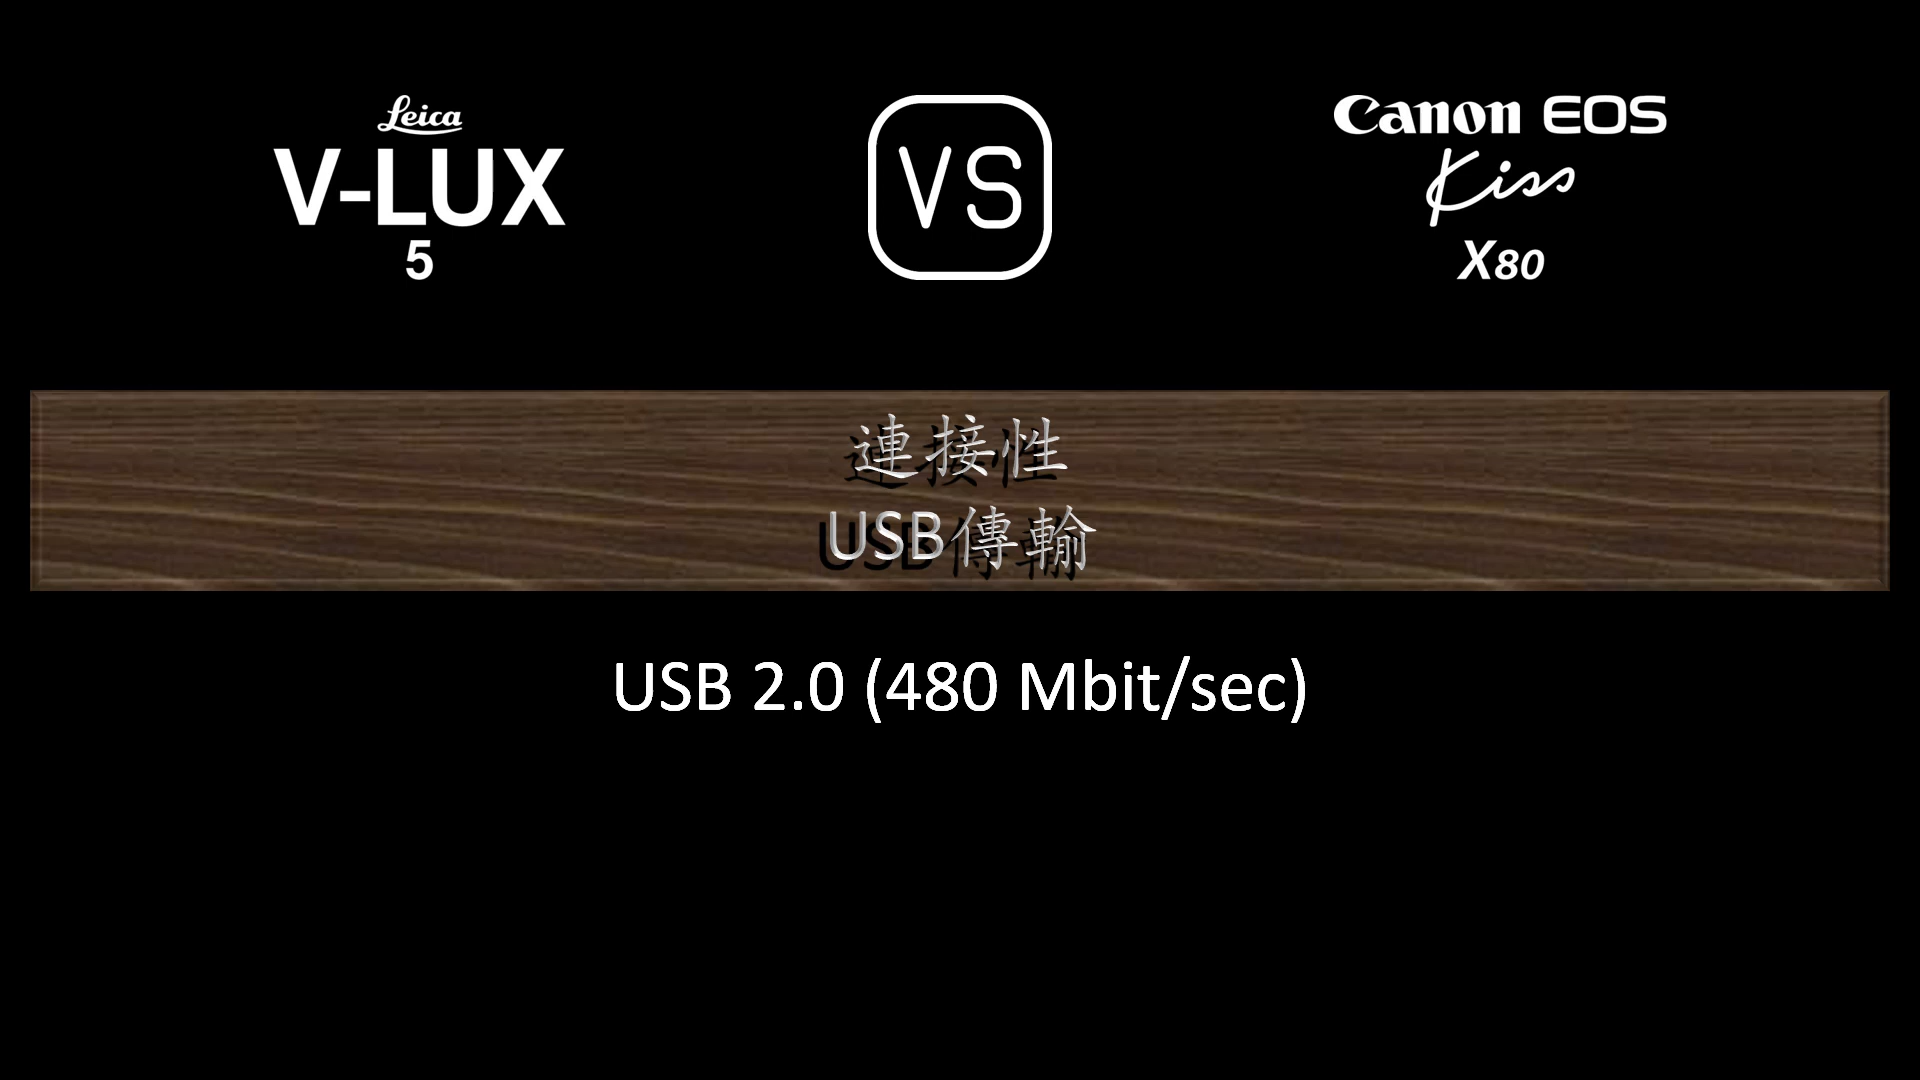 Leica
V-LUX
5
VS
Canon EOS
Kiss
X80
連接性
USB傳輸
USB 2.0 (480 Mbit/sec)